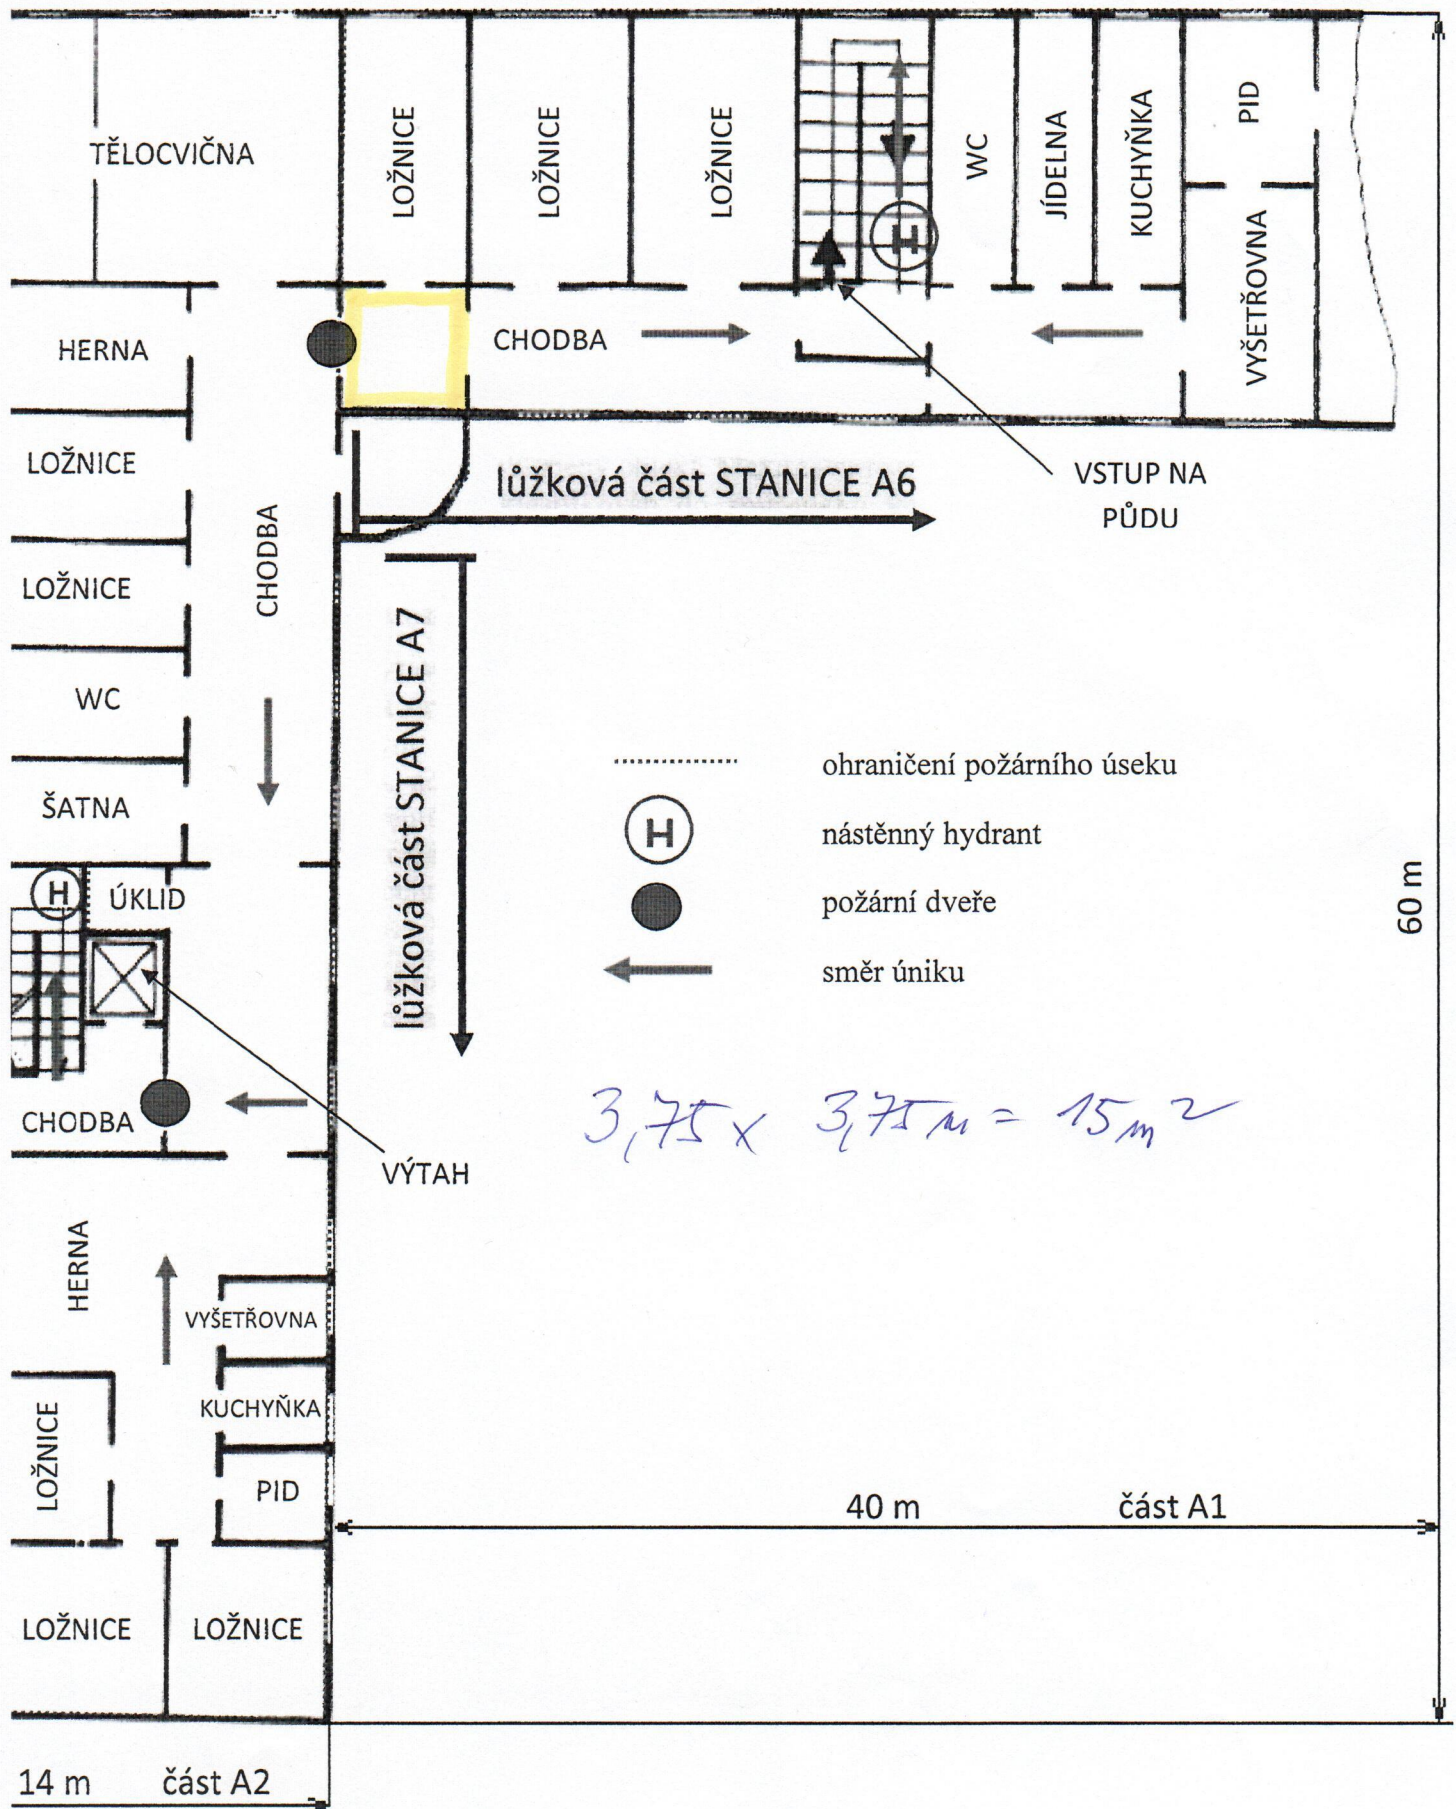 TĚLOCVIČNA
LOŽNICE
LOŽNICE
LOŽNICE
H
WC
JÍDELNA
KUCHYŇKA
PID
VYŠETŘOVNA
HERNA
CHODBA
LOŽNICE
LOŽNICE
WC
ŠATNA
CHODBA
lůžková část STANICE A6
VSTUP NA
PŮDU
lůžková část STANICE A7
ohraničení požárního úseku
H
nástěnný hydrant
požární dveře
směr úniku
60 m
H
ÚKLID
CHODBA
VÝTAH
3,75 x 3,75 m = 15 m²
HERNA
VYŠETŘOVNA
KUCHYŇKA
LOŽNICE
PID
40 m část A1
LOŽNICE
LOŽNICE
14 m část A2